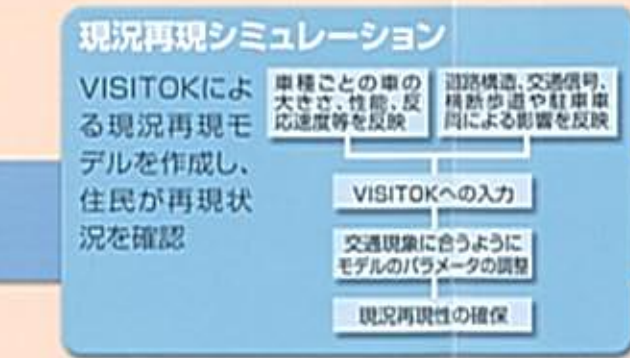 現況再現シミュレーション
VISITOKによ
る現況再現モ
デルを作成し、
住民が再現状
況を確認
車種ごとの車の
大きさ、性能、反
応速度等を反映
道路構造、交通信号、
横断歩道や駐車車
両による影響を反映
VISITOKへの入力
交通現象に合うように
モデルのパラメータの調整
現況再現性の確保